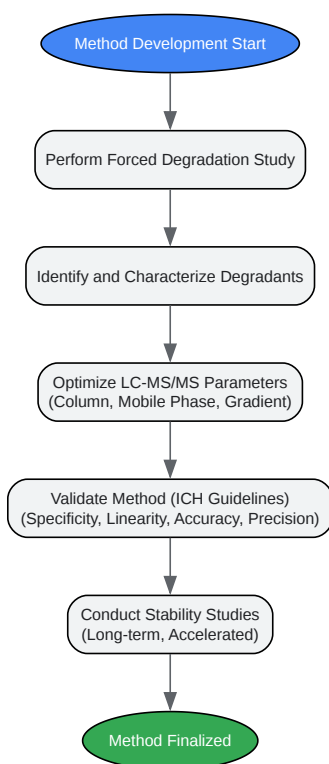 Method Development Start
Perform Forced Degradation Study
Identify and Characterize Degradants
Optimize LC-MS/MS Parameters
(Column, Mobile Phase, Gradient)
Validate Method (ICH Guidelines)
(Specificity, Linearity, Accuracy, Precision)
Conduct Stability Studies
(Long-term, Accelerated)
Method Finalized